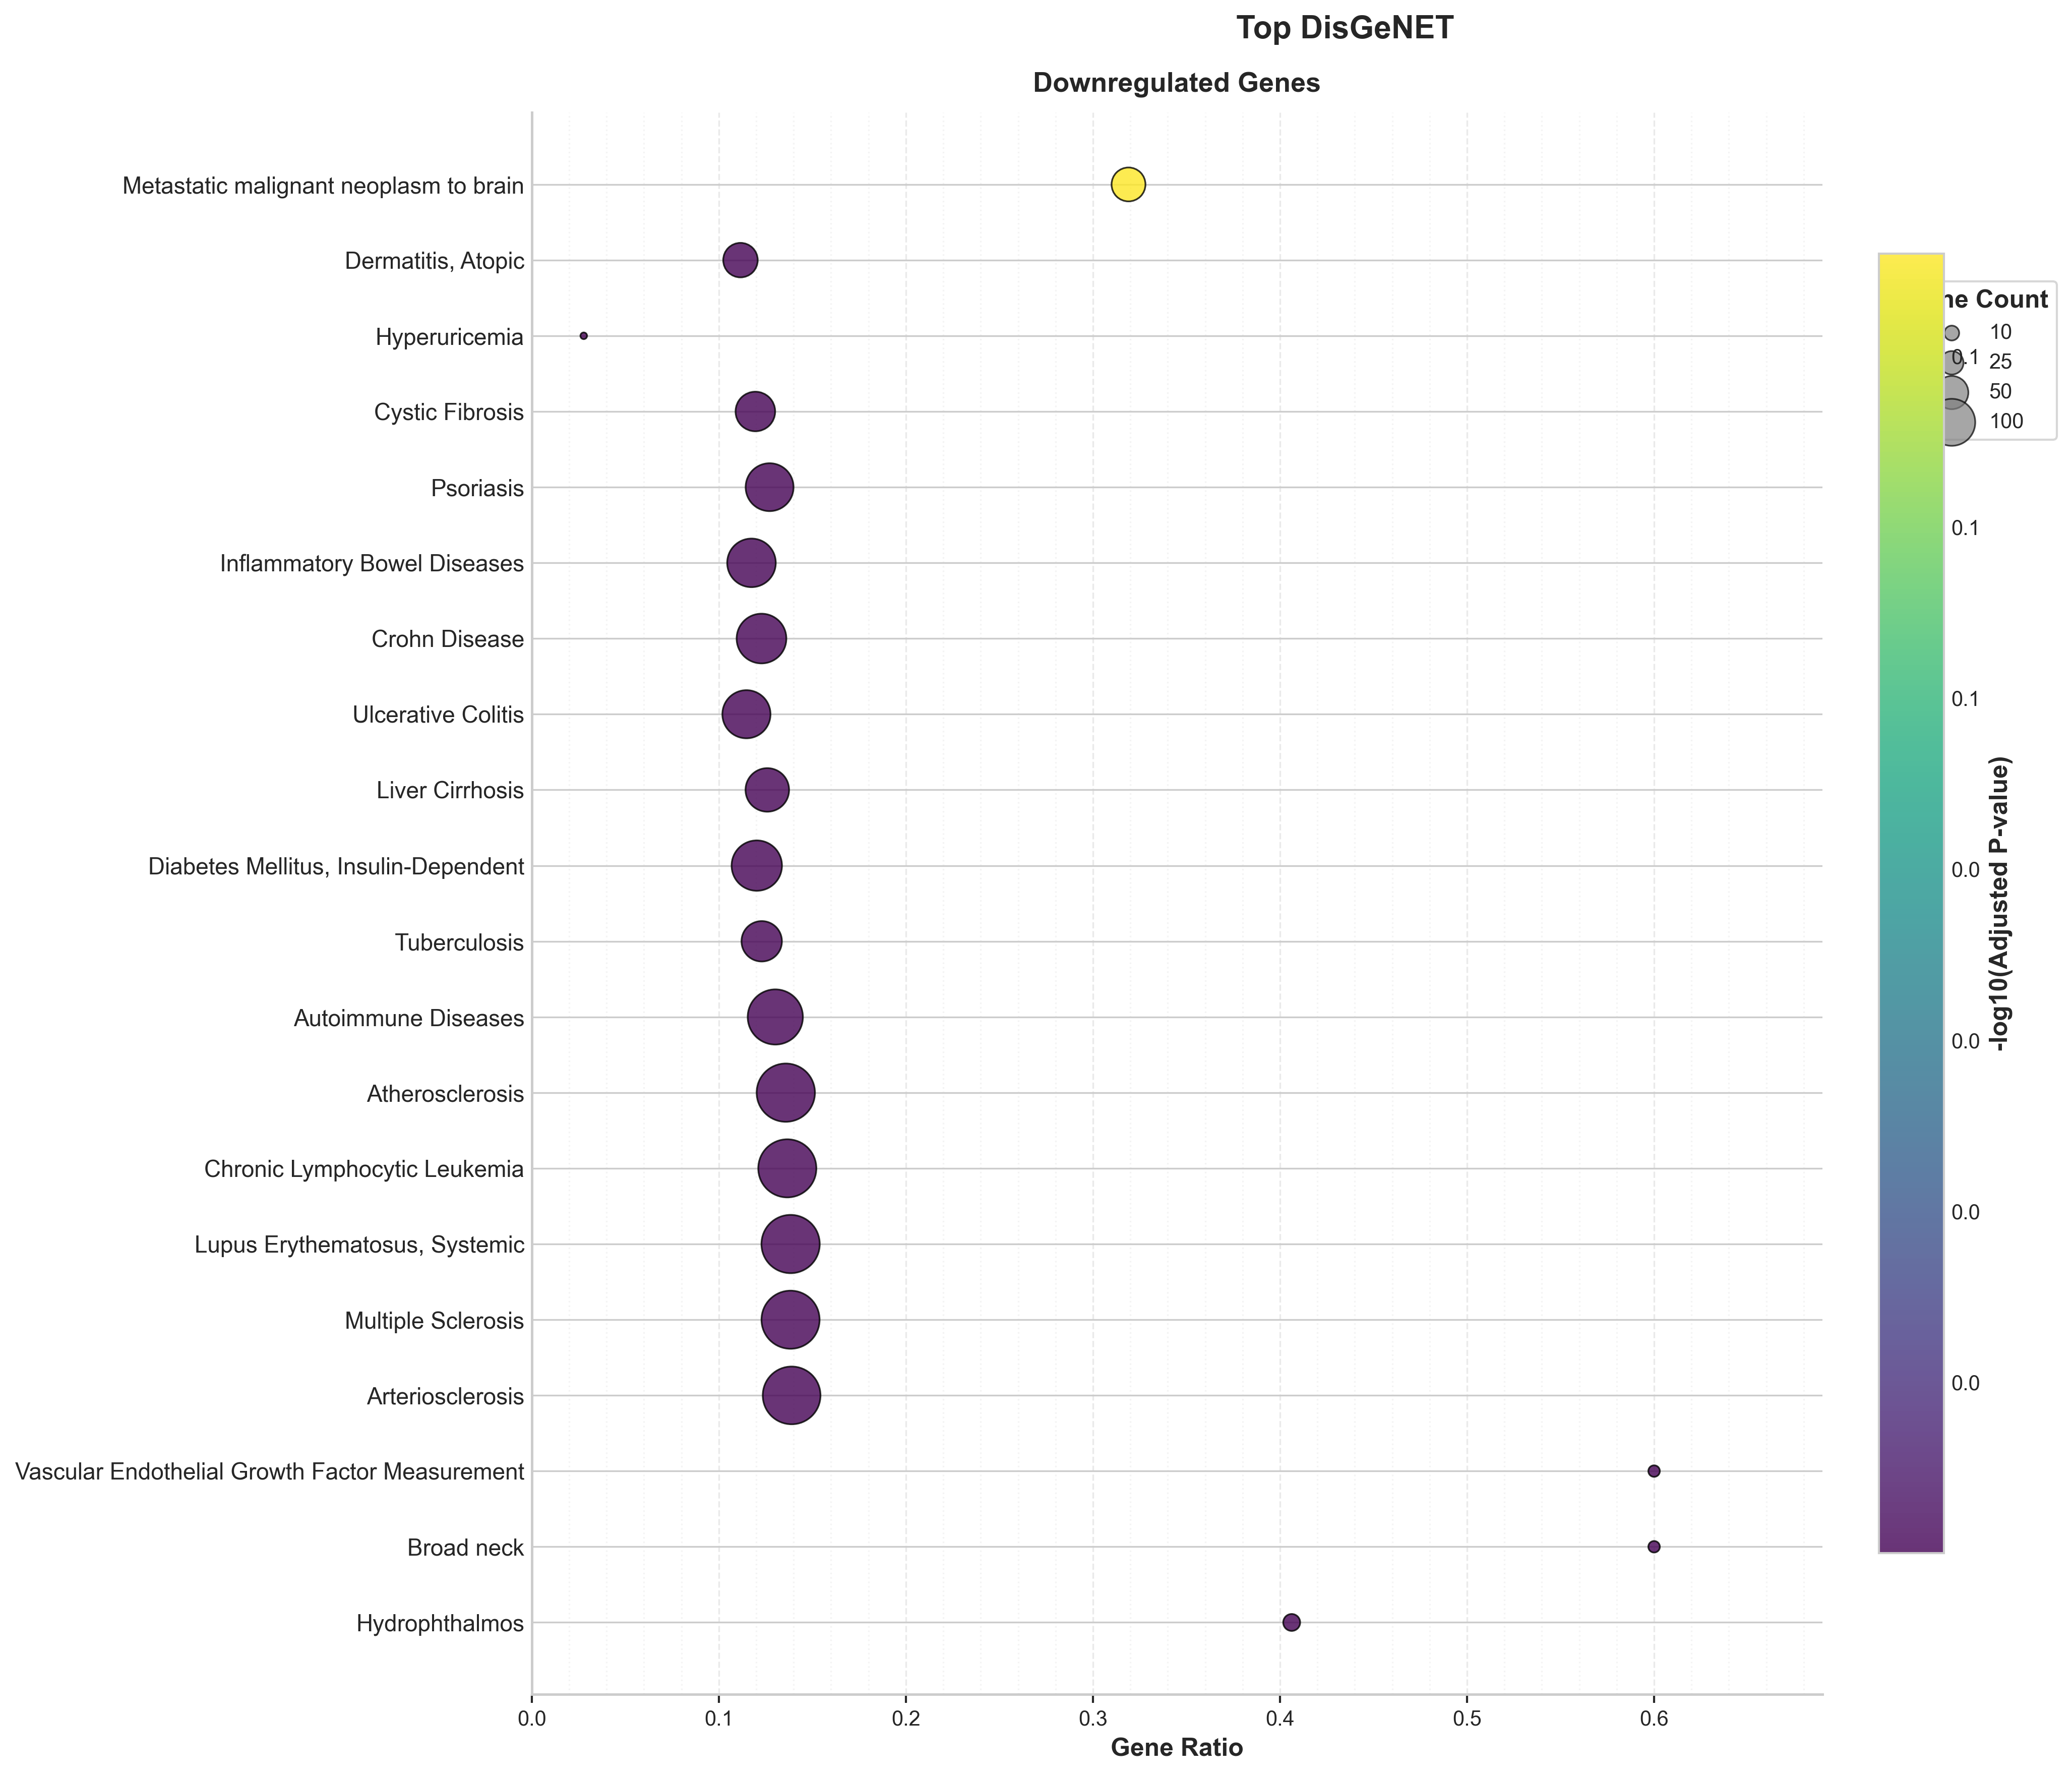 Top DisGeNET
Downregulated Genes
Metastatic malignant neoplasm to brain
Dermatitis, Atopic
Hyperuricemia
Cystic Fibrosis
Psoriasis
Inflammatory Bowel Diseases
Crohn Disease
Ulcerative Colitis
Liver Cirrhosis
Diabetes Mellitus, Insulin-Dependent
Tuberculosis
Autoimmune Diseases
Atherosclerosis
Chronic Lymphocytic Leukemia
Lupus Erythematosus, Systemic
Multiple Sclerosis
Arteriosclerosis
Vascular Endothelial Growth Factor Measurement
Broad neck
Hydrophthalmos
0.0 0.1 0.2 0.3 0.4 0.5 0.6
Gene Ratio
ne Count
10
25
50
100
0.1
0.1
0.1
0.0
0.0
0.0
0.0
-log10(Adjusted P-value)